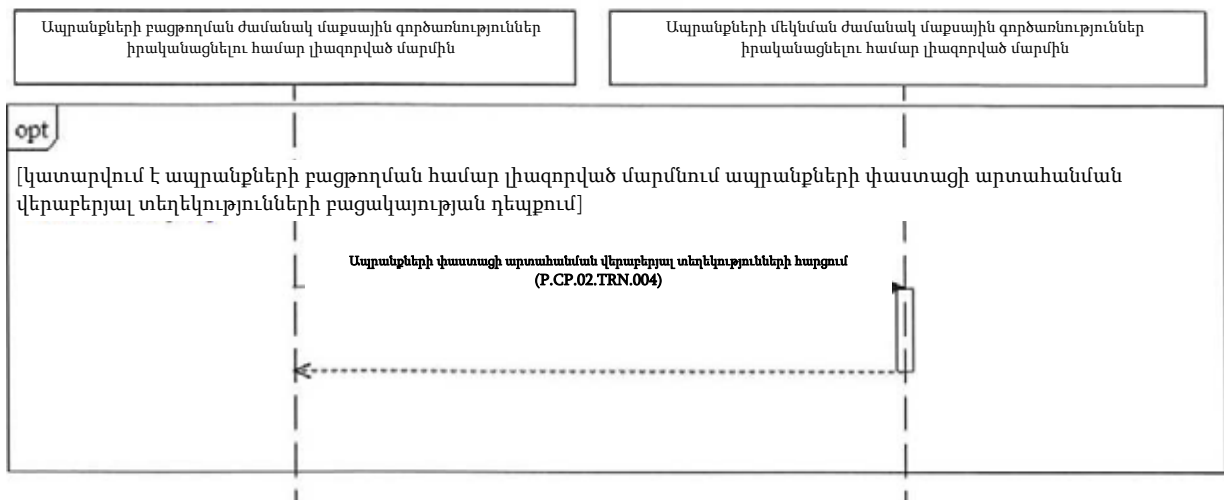 Ապրանքների բացթողման ժամանակ մաքսային գործառնություններ
իրականացնելու համար լիազորված մարմին
Ապրանքների մեկնման ժամանակ մաքսային գործառնություններ
իրականացնելու համար լիազորված մարմին
opt
[կատարվում է ապրանքների բացթողման համար լիազորված մարմնում ապրանքների փաստացի արտահանման
վերաբերյալ տեղեկությունների բացակայության դեպքում]
Ապրանքների փաստացի արտահանման վերաբերյալ տեղեկությունների հարցում
(P.CP.02.TRN.004)